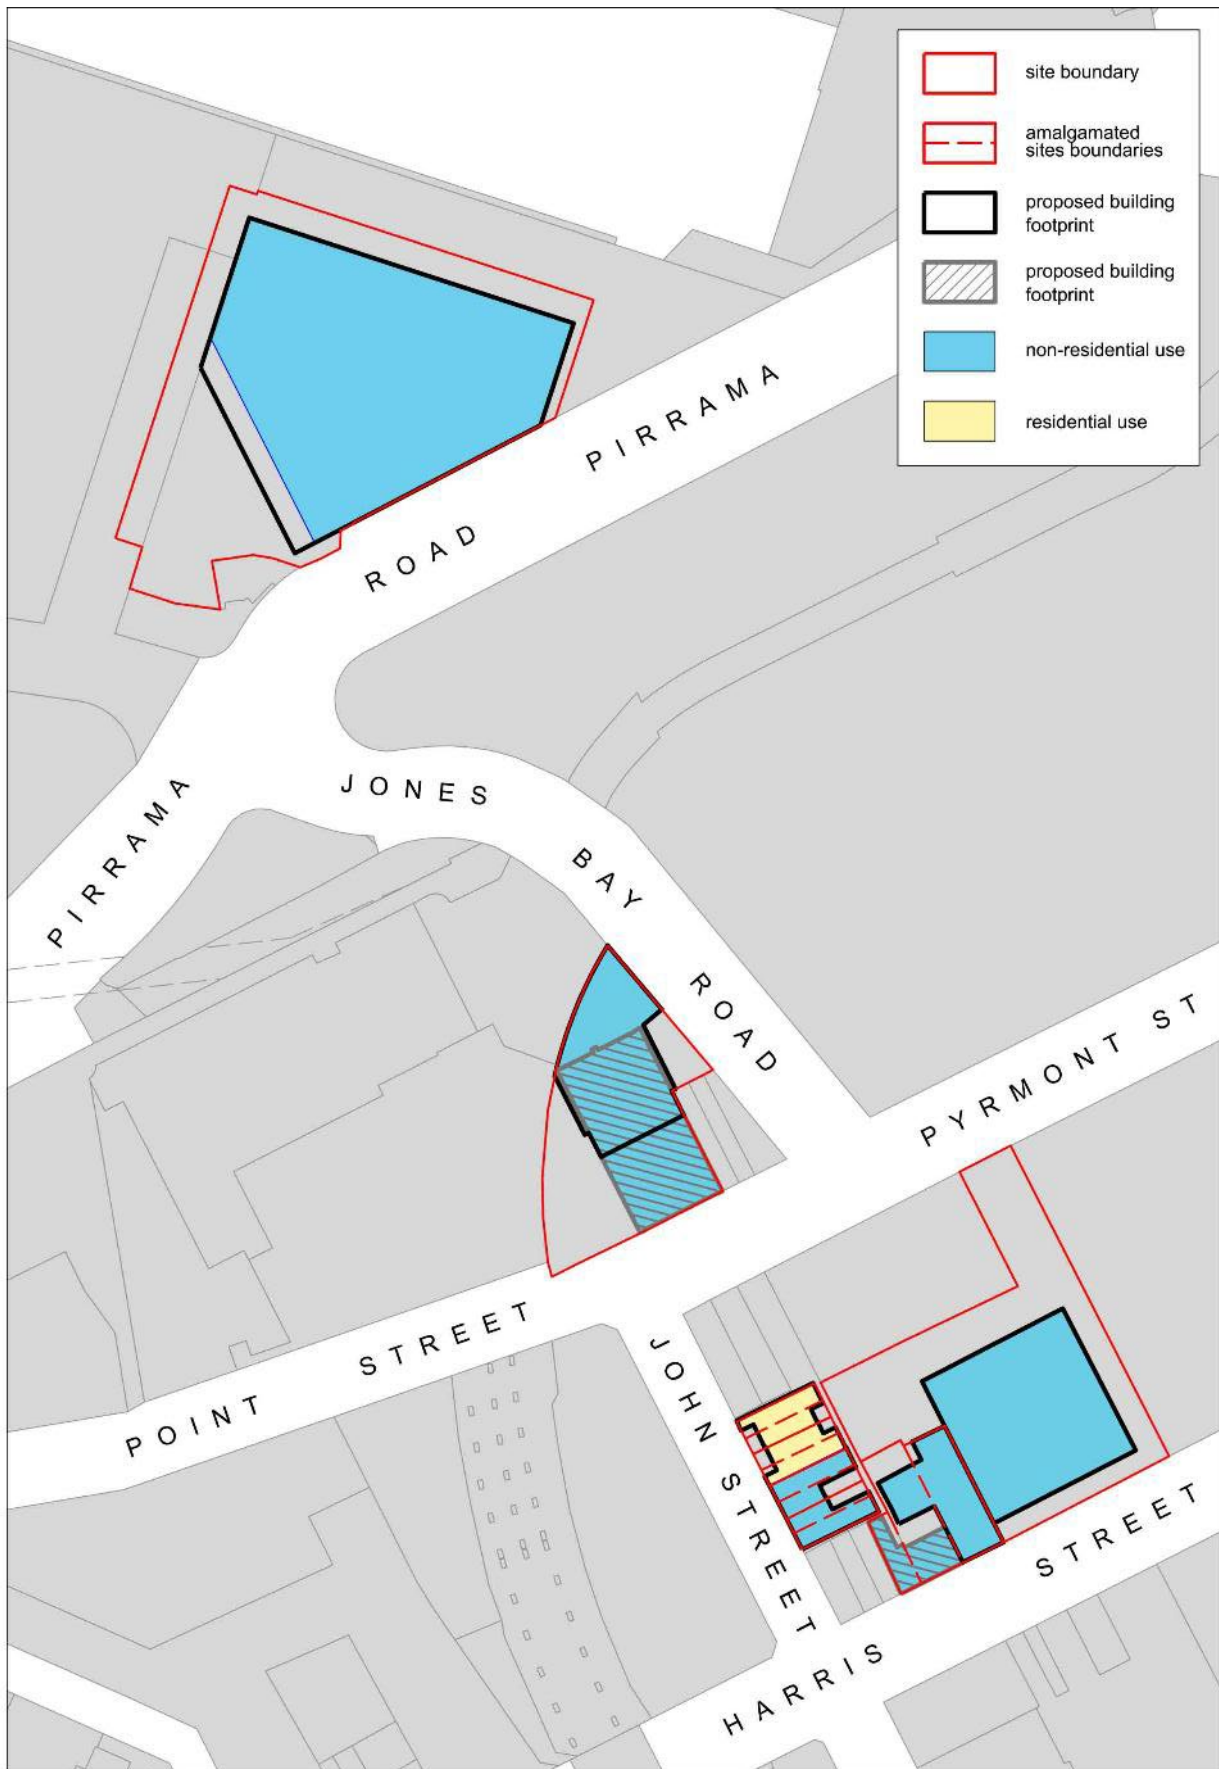 site boundary
amalgamated
sites boundaries
proposed building
footprint
proposed building
footprint
non-residential use
residential use
PIRRAMA
ROAD
JONES
BAY
ROAD
PIRRAMA
PYRMONT ST
POINT STREET
JOHN STREET
HARRIS STREET